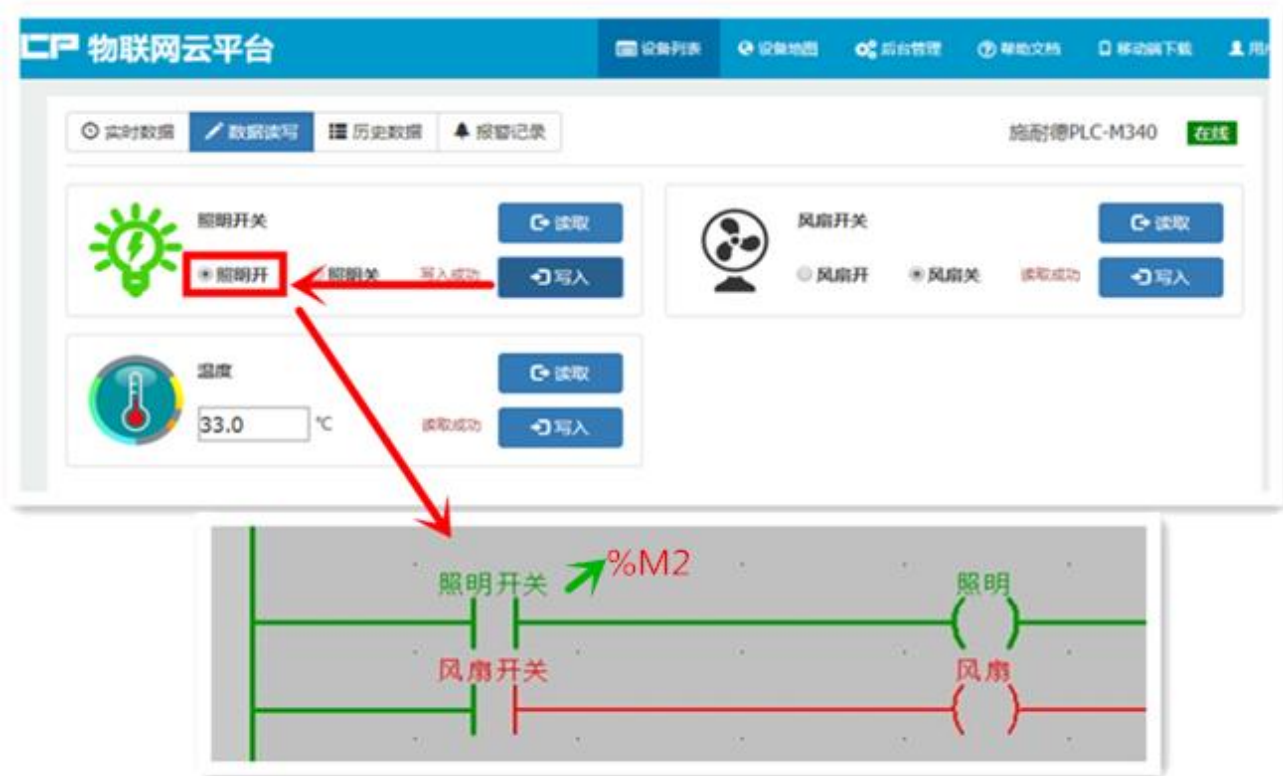 CP 物联网云平台
设备列表 设备地图 后台管理 帮助文档 移动端下载
实时数据 数据读写 历史数据 报警记录
施耐德PLC-M340 在线
照明开关 读取
照明开 照明关 写入成功 写入
风扇开关 读取
风扇开 风扇关 读取成功 写入
温度 读取
33.0 ℃ 读取成功 写入
照明开关 %M2 照明
风扇开关 风扇